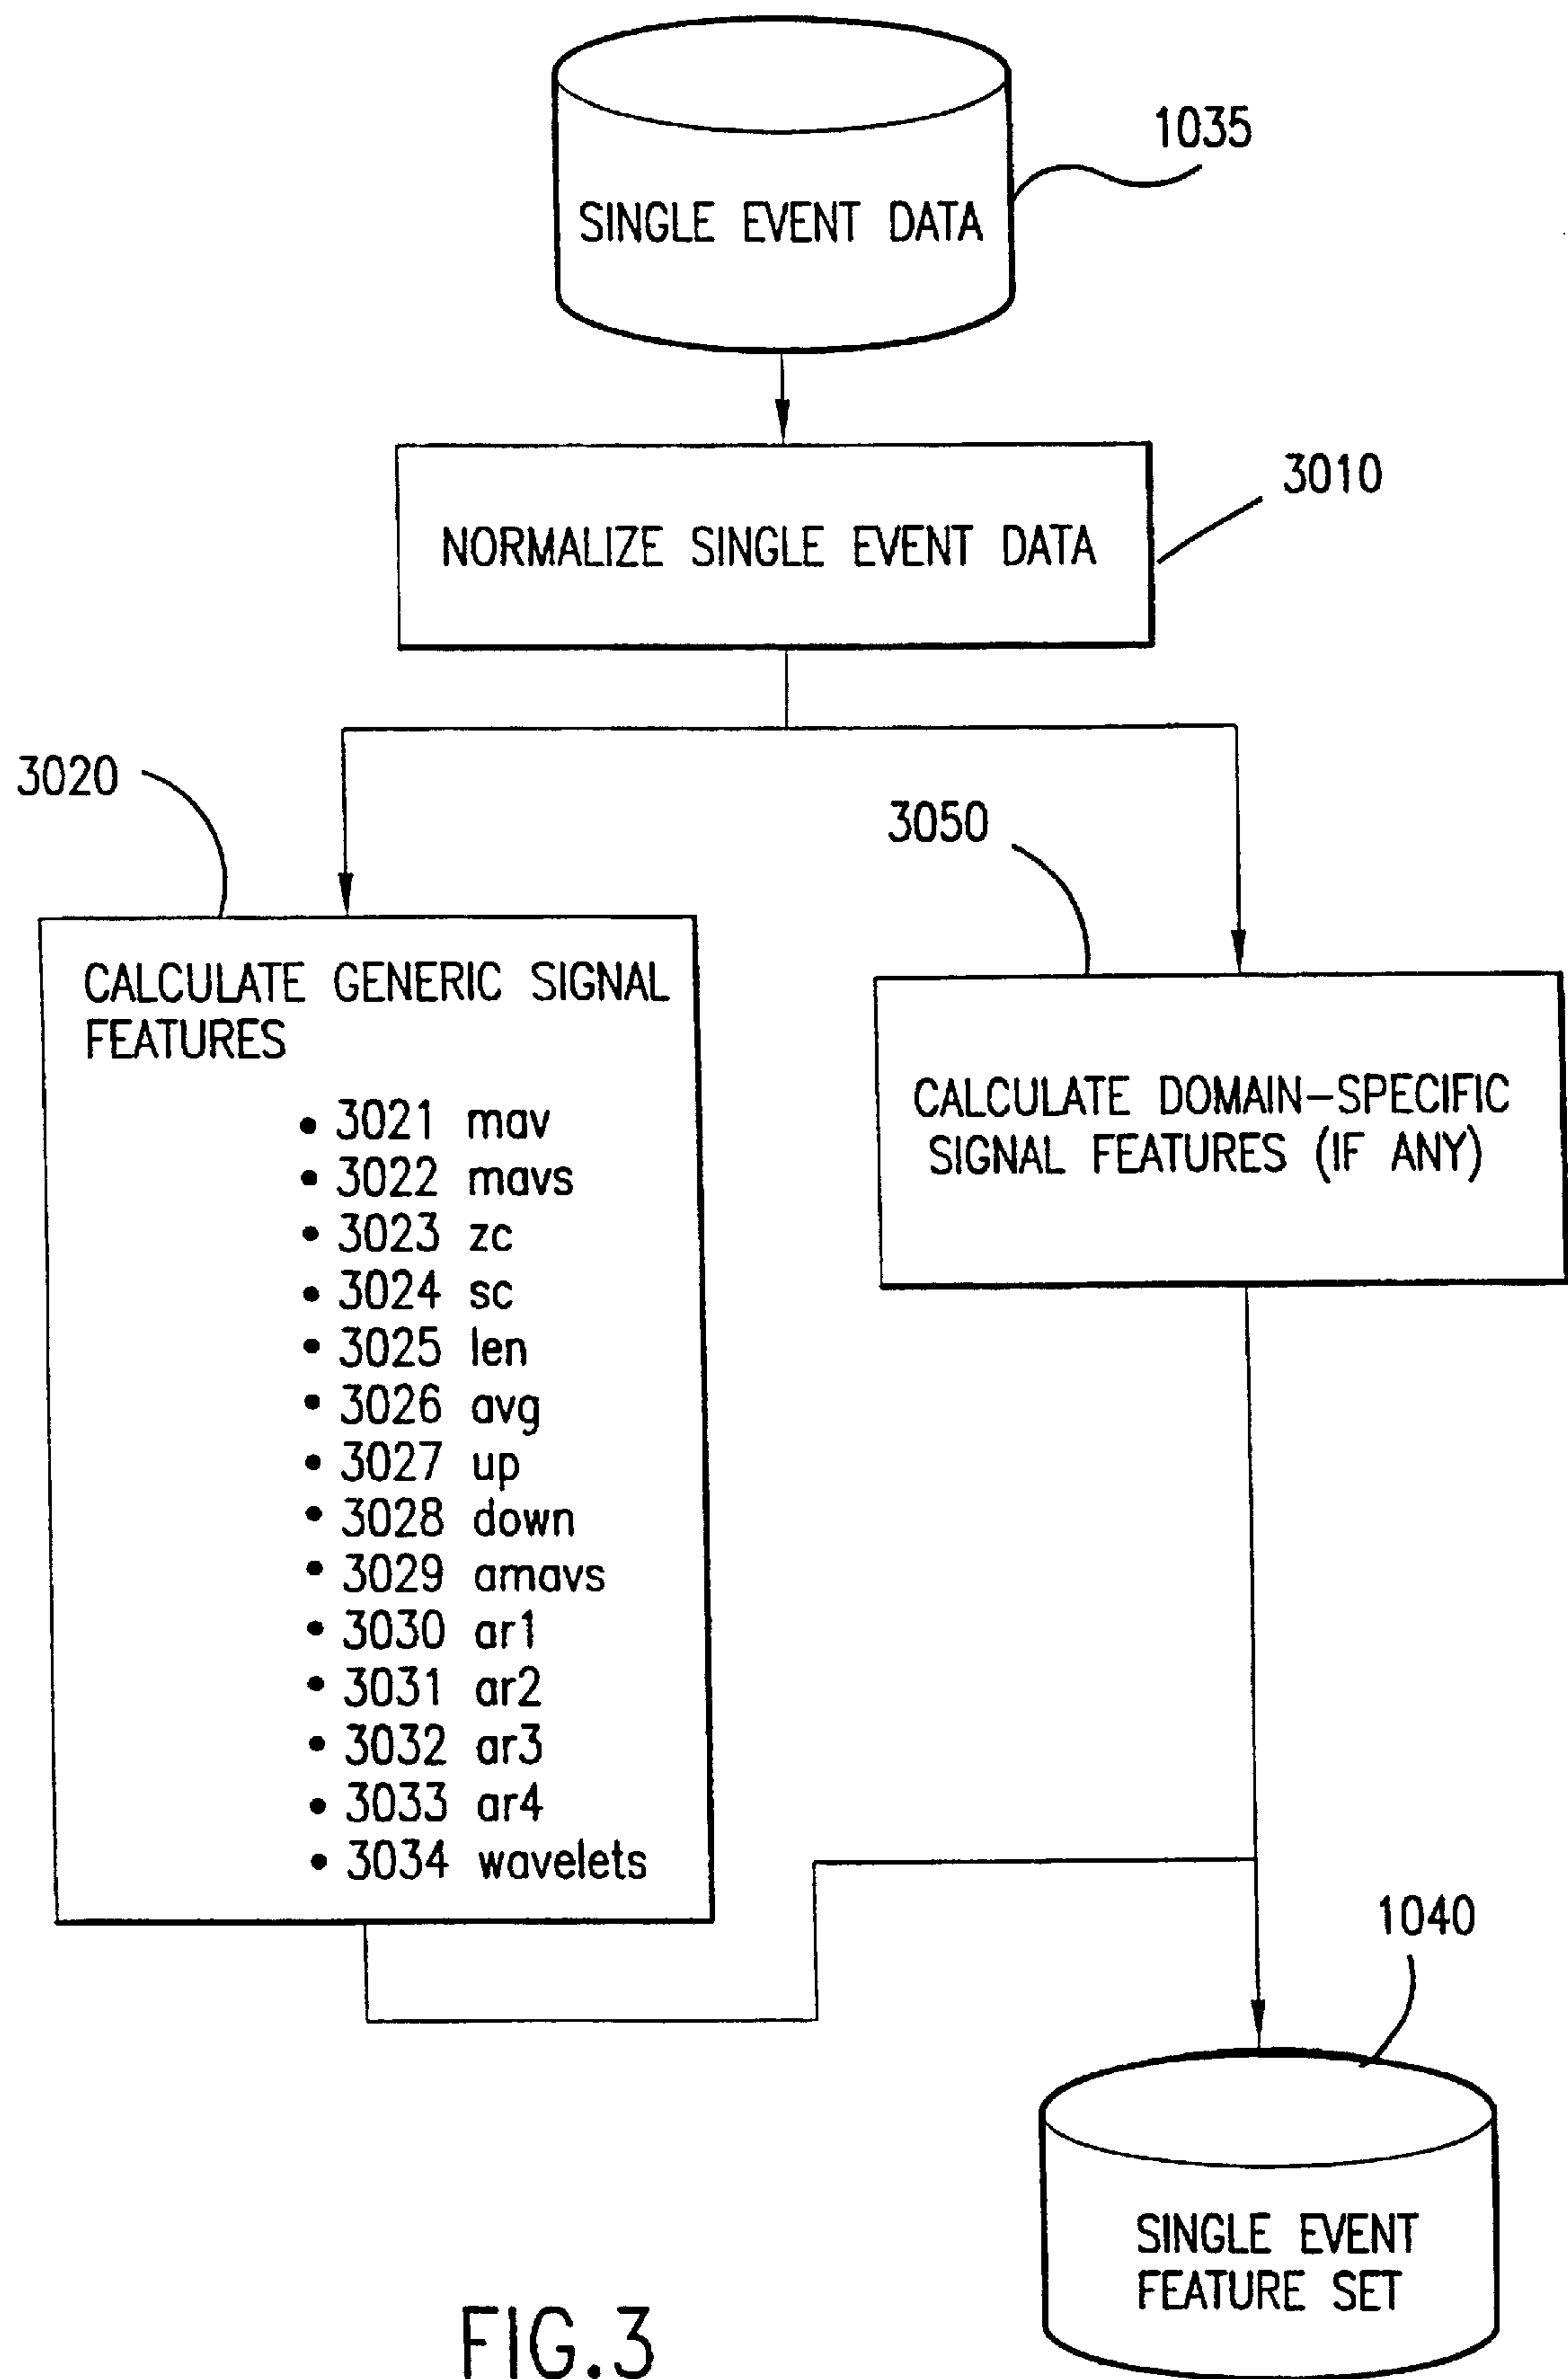 1035
SINGLE EVENT DATA
3010
NORMALIZE SINGLE EVENT DATA
3020
3050
CALCULATE GENERIC SIGNAL
FEATURES
• 3021 mav
• 3022 mavs
• 3023 zc
• 3024 sc
• 3025 len
• 3026 avg
• 3027 up
• 3028 down
• 3029 amavs
• 3030 ar1
• 3031 ar2
• 3032 ar3
• 3033 ar4
• 3034 wavelets
CALCULATE DOMAIN-SPECIFIC
SIGNAL FEATURES (IF ANY)
1040
SINGLE EVENT
FEATURE SET
FIG.3